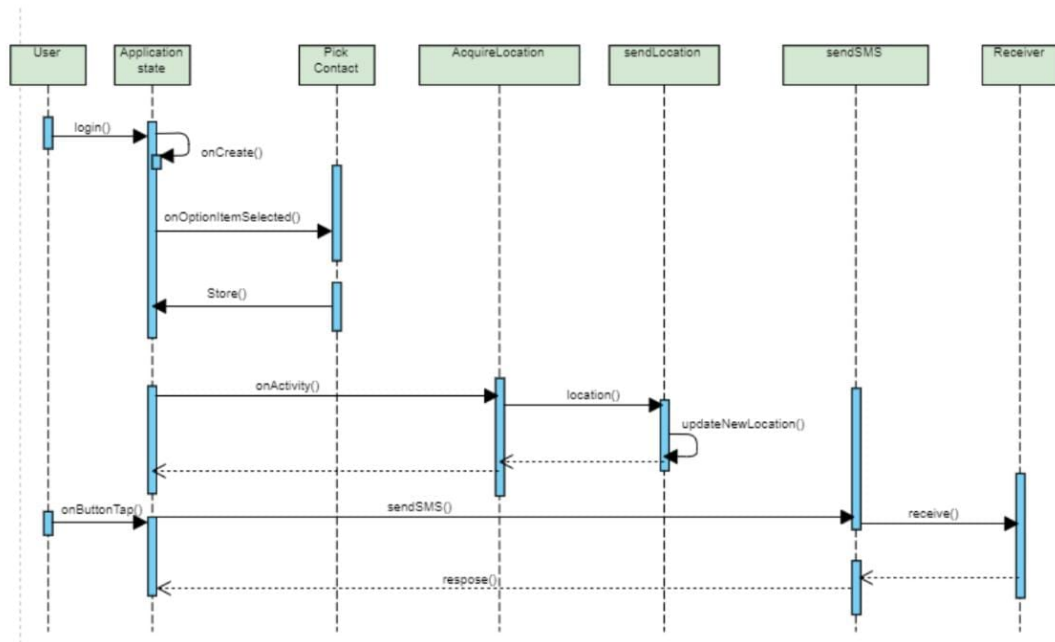 User
Application
state
Pick
Contact
AcquireLocation
sendLocation
sendSMS
Receiver
login()
onCreate()
onOptionItemSelected()
Store()
onActivity()
location()
updateNewLocation()
onButtonTap()
sendSMS()
receive()
respose()